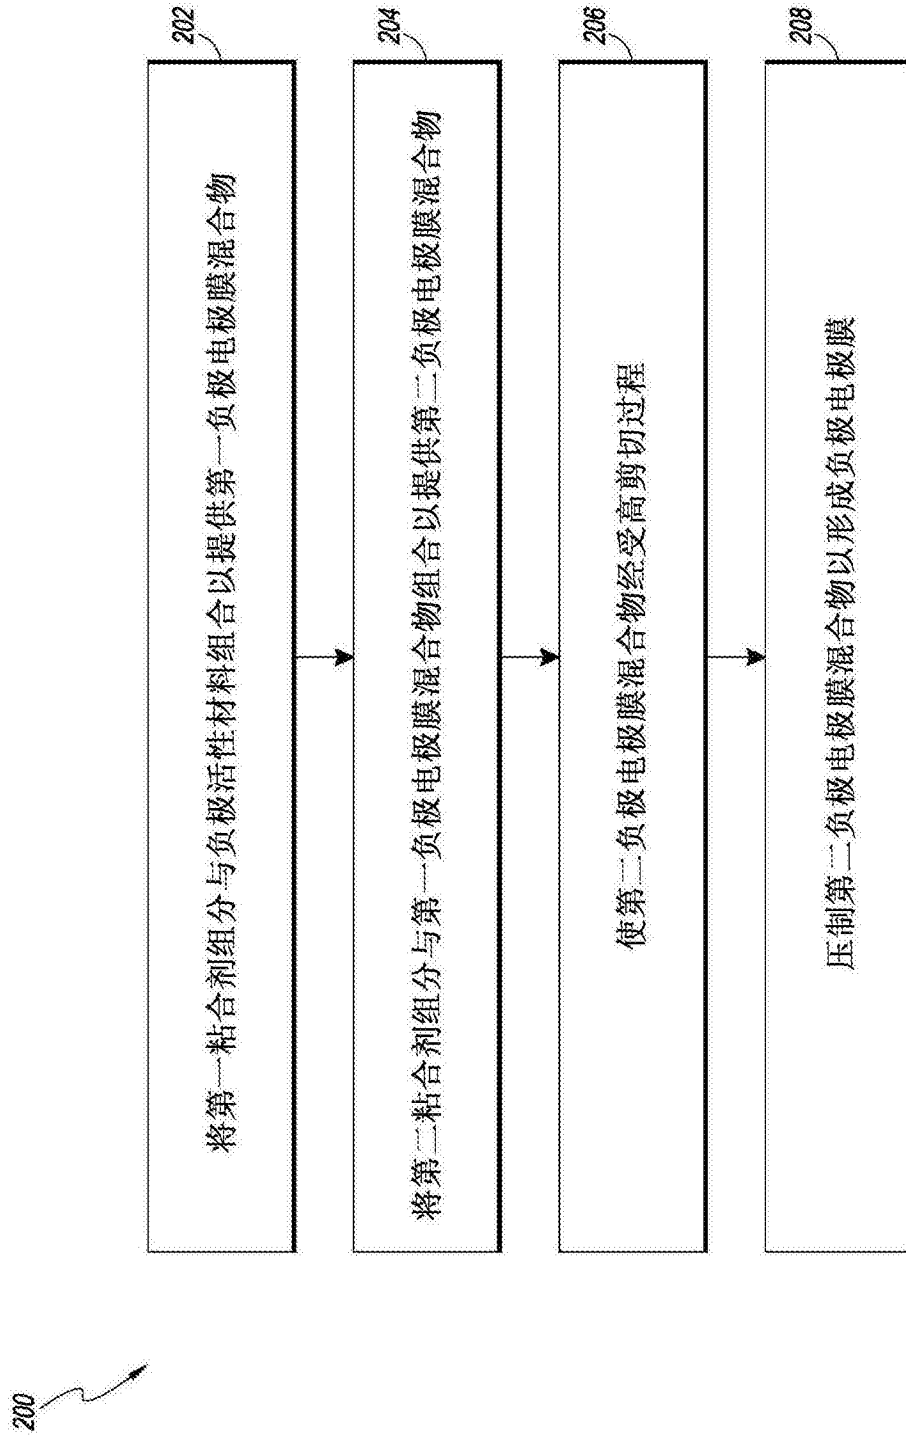 200
202
将第一粘合剂组分与负极活性材料组合以提供第一负极电极膜混合物
204
将第二粘合剂组分与第一负极电极膜混合物组合以提供第二负极电极膜混合物
206
使第二负极电极膜混合物经受高剪切过程
208
压制第二负极电极膜混合物以形成负极电极膜